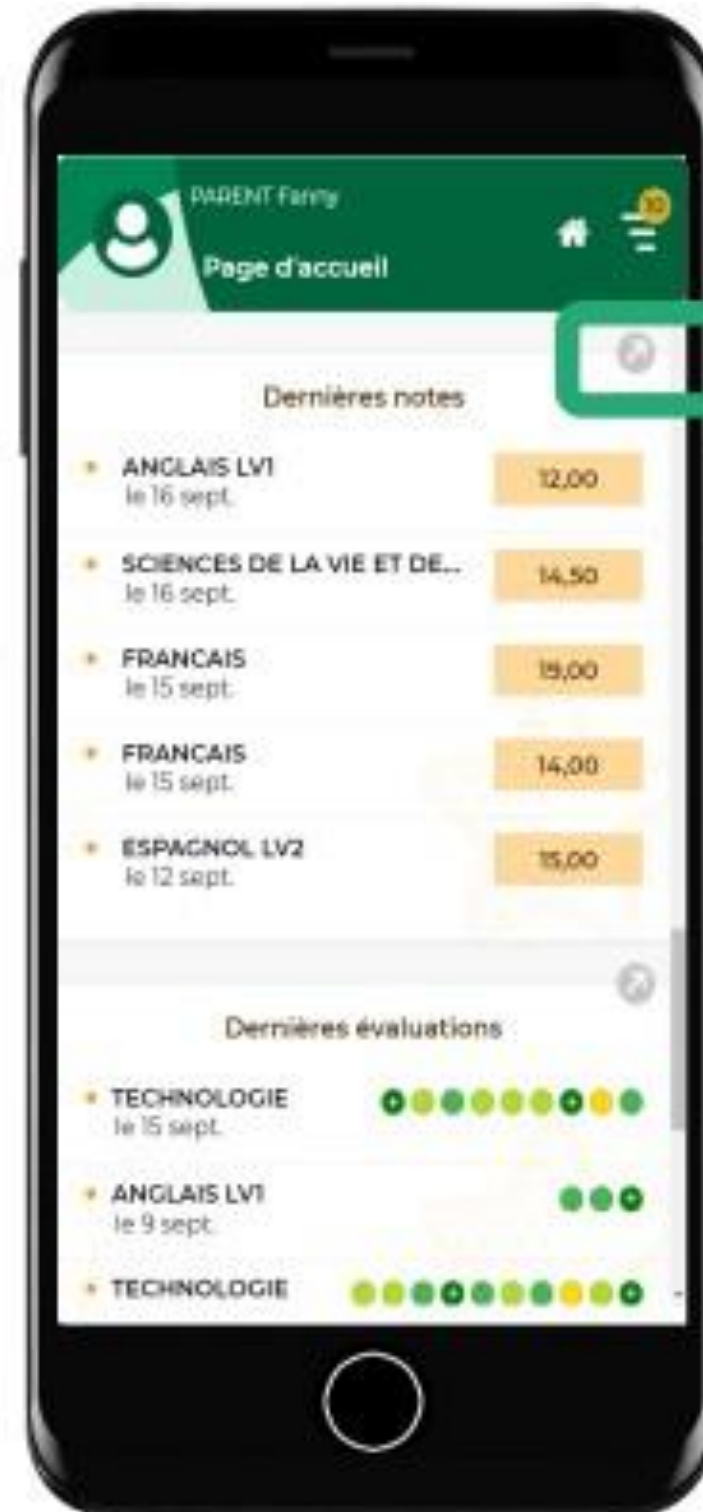 PARENT Fanny
10
Page d'accueil
Dernières notes
ANGLAIS LV1
le 16 sept.
12,00
SCIENCES DE LA VIE ET DE...
le 16 sept.
14,50
FRANCAIS
le 15 sept.
19,00
FRANCAIS
le 15 sept.
14,00
ESPAGNOL LV2
le 12 sept.
15,00
Dernières évaluations
TECHNOLOGIE
le 15 sept.
ANGLAIS LV1
le 9 sept.
TECHNOLOGIE